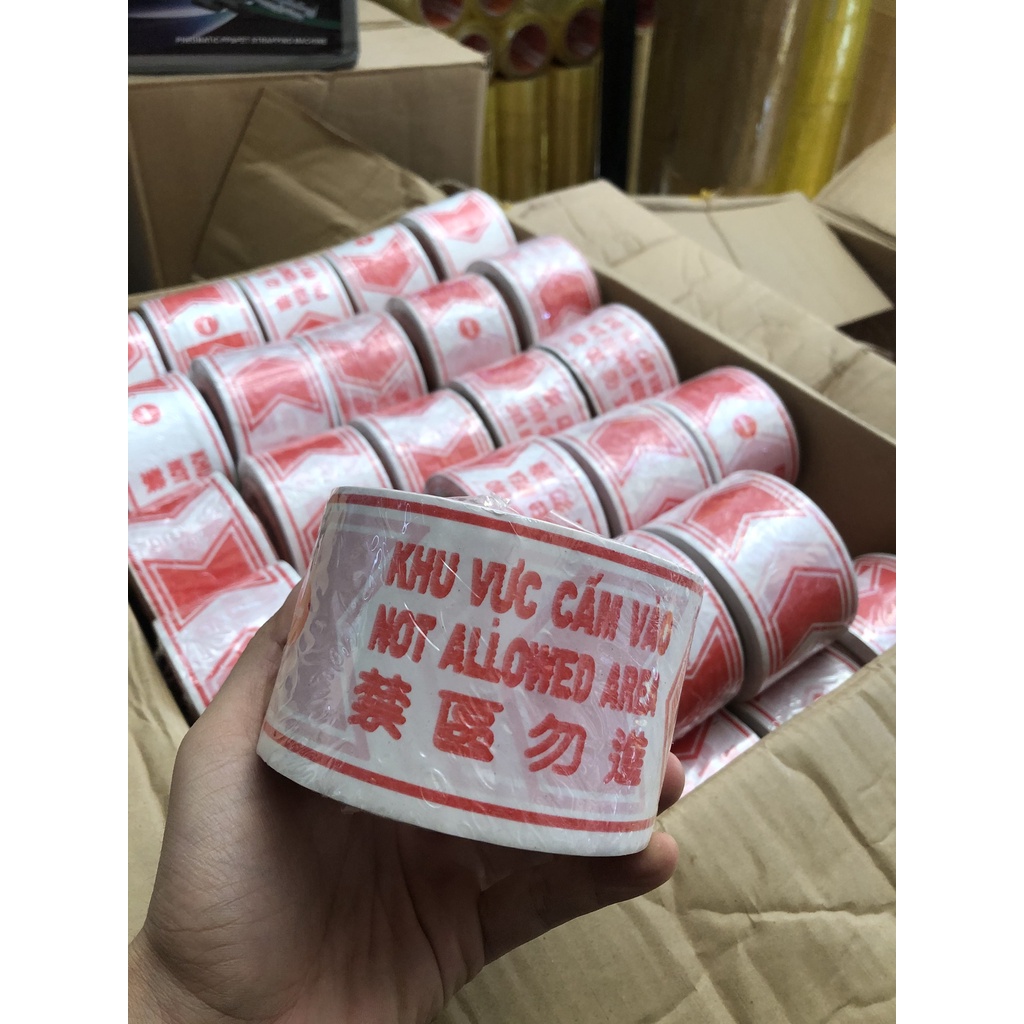 KHU VỰC CẤM VÀO
NOT ALLOWED AREA
禁區勿進